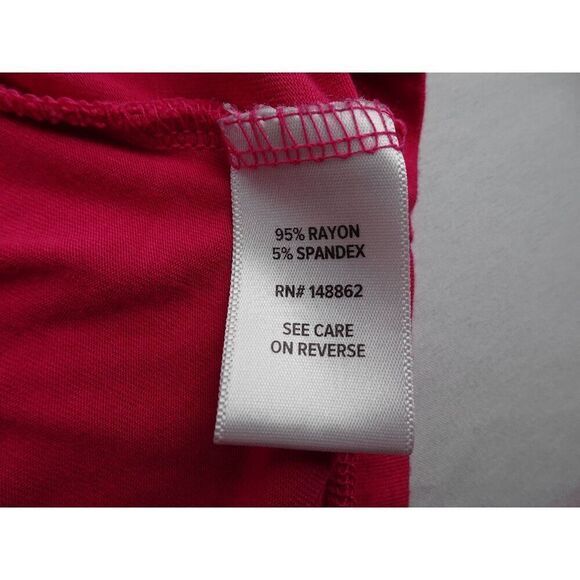 95% RAYON
5% SPANDEX
RN# 148862
SEE CARE
ON REVERSE